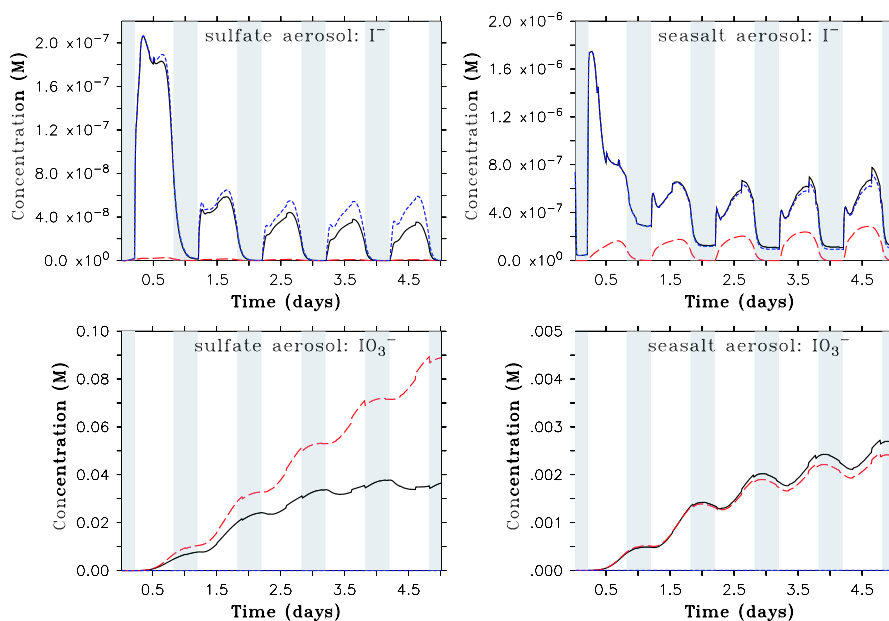 sulfate aerosol: I⁻
Concentration (M)
2.0 x10⁻⁷
1.6 x10⁻⁷
1.2 x10⁻⁷
8.0 x10⁻⁸
4.0 x10⁻⁸
0.0 x10⁰
0.5 1.5 2.5 3.5 4.5
Time (days)
seasalt aerosol: I⁻
Concentration (M)
2.0 x10⁻⁶
1.6 x10⁻⁶
1.2 x10⁻⁶
8.0 x10⁻⁷
4.0 x10⁻⁷
0.0 x10⁰
0.5 1.5 2.5 3.5 4.5
Time (days)
sulfate aerosol: IO₃⁻
Concentration (M)
0.10
0.08
0.06
0.04
0.02
0.00
0.5 1.5 2.5 3.5 4.5
Time (days)
seasalt aerosol: IO₃⁻
Concentration (M)
.005
.004
.003
.002
.001
.000
0.5 1.5 2.5 3.5 4.5
Time (days)